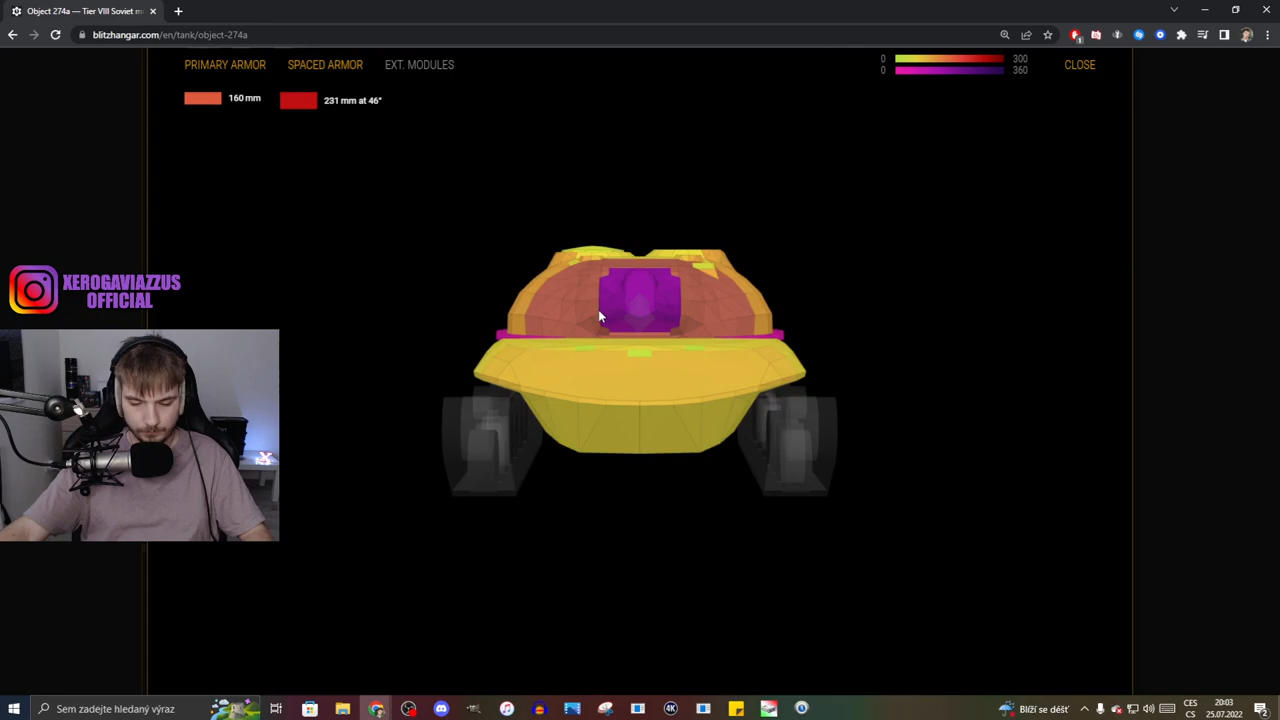 Object 274a — Tier VIII Soviet m
blitzhangar.com/en/tank/object-274a
PRIMARY ARMOR SPACED ARMOR EXT. MODULES
0 300
0 360
CLOSE
160 mm 231 mm at 46°
XEROGAVIAZZUS
OFFICIAL
Sem zadejte hledaný výraz
4K
Blíží se déšť
CES
CS
20:03
25.07.2022